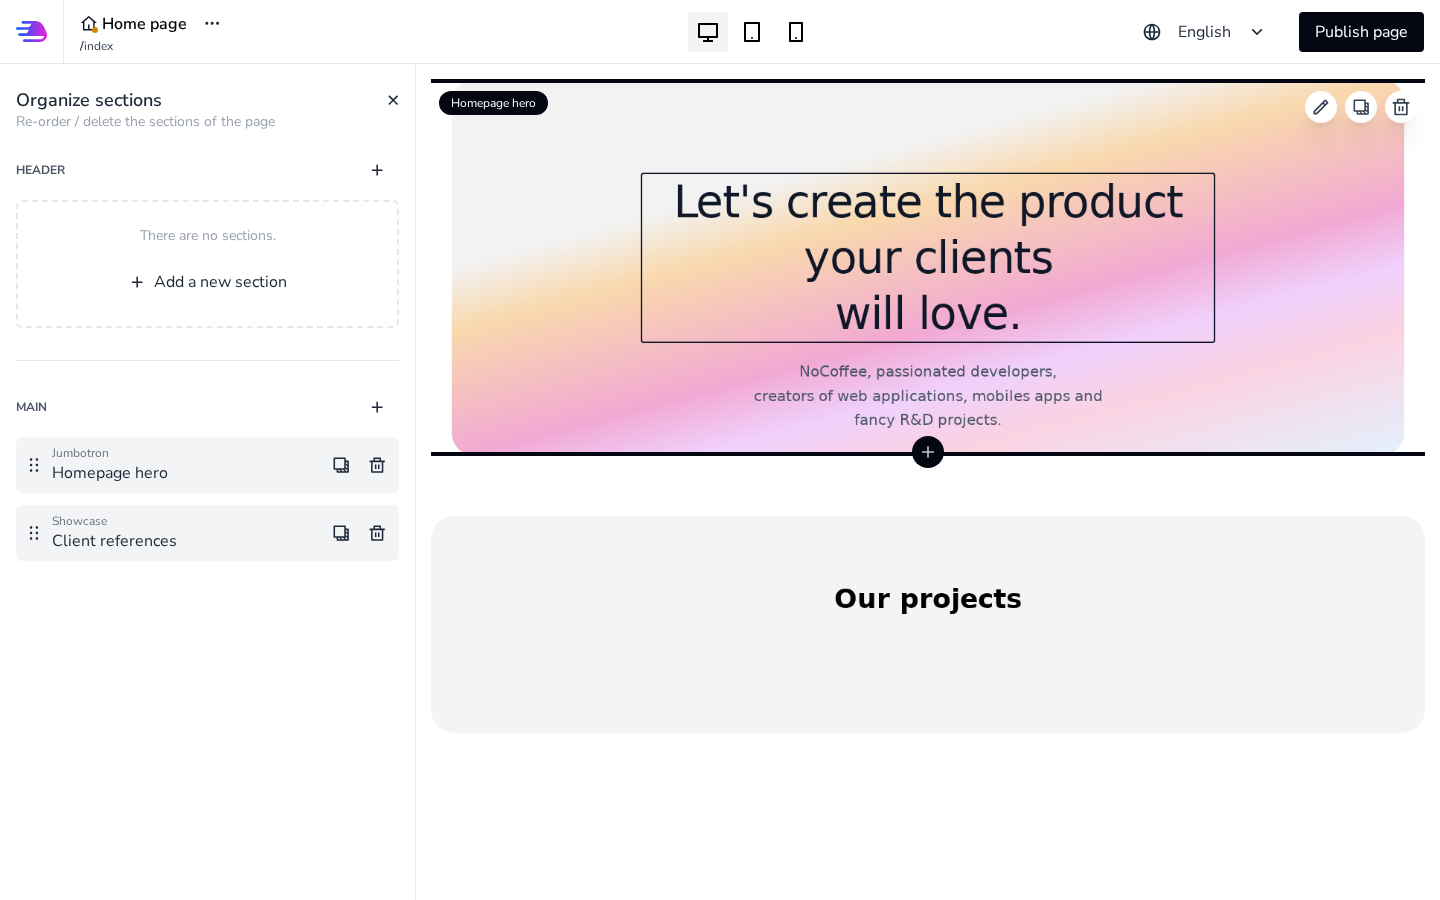 Home page
/index
English
Publish page
Organize sections
Re-order / delete the sections of the page
HEADER
There are no sections.
Add a new section
MAIN
Jumbotron
Homepage hero
Showcase
Client references
Homepage hero
Let's create the product
your clients
will love.
NoCoffee, passionated developers,
creators of web applications, mobiles apps and
fancy R&D projects.
Our projects